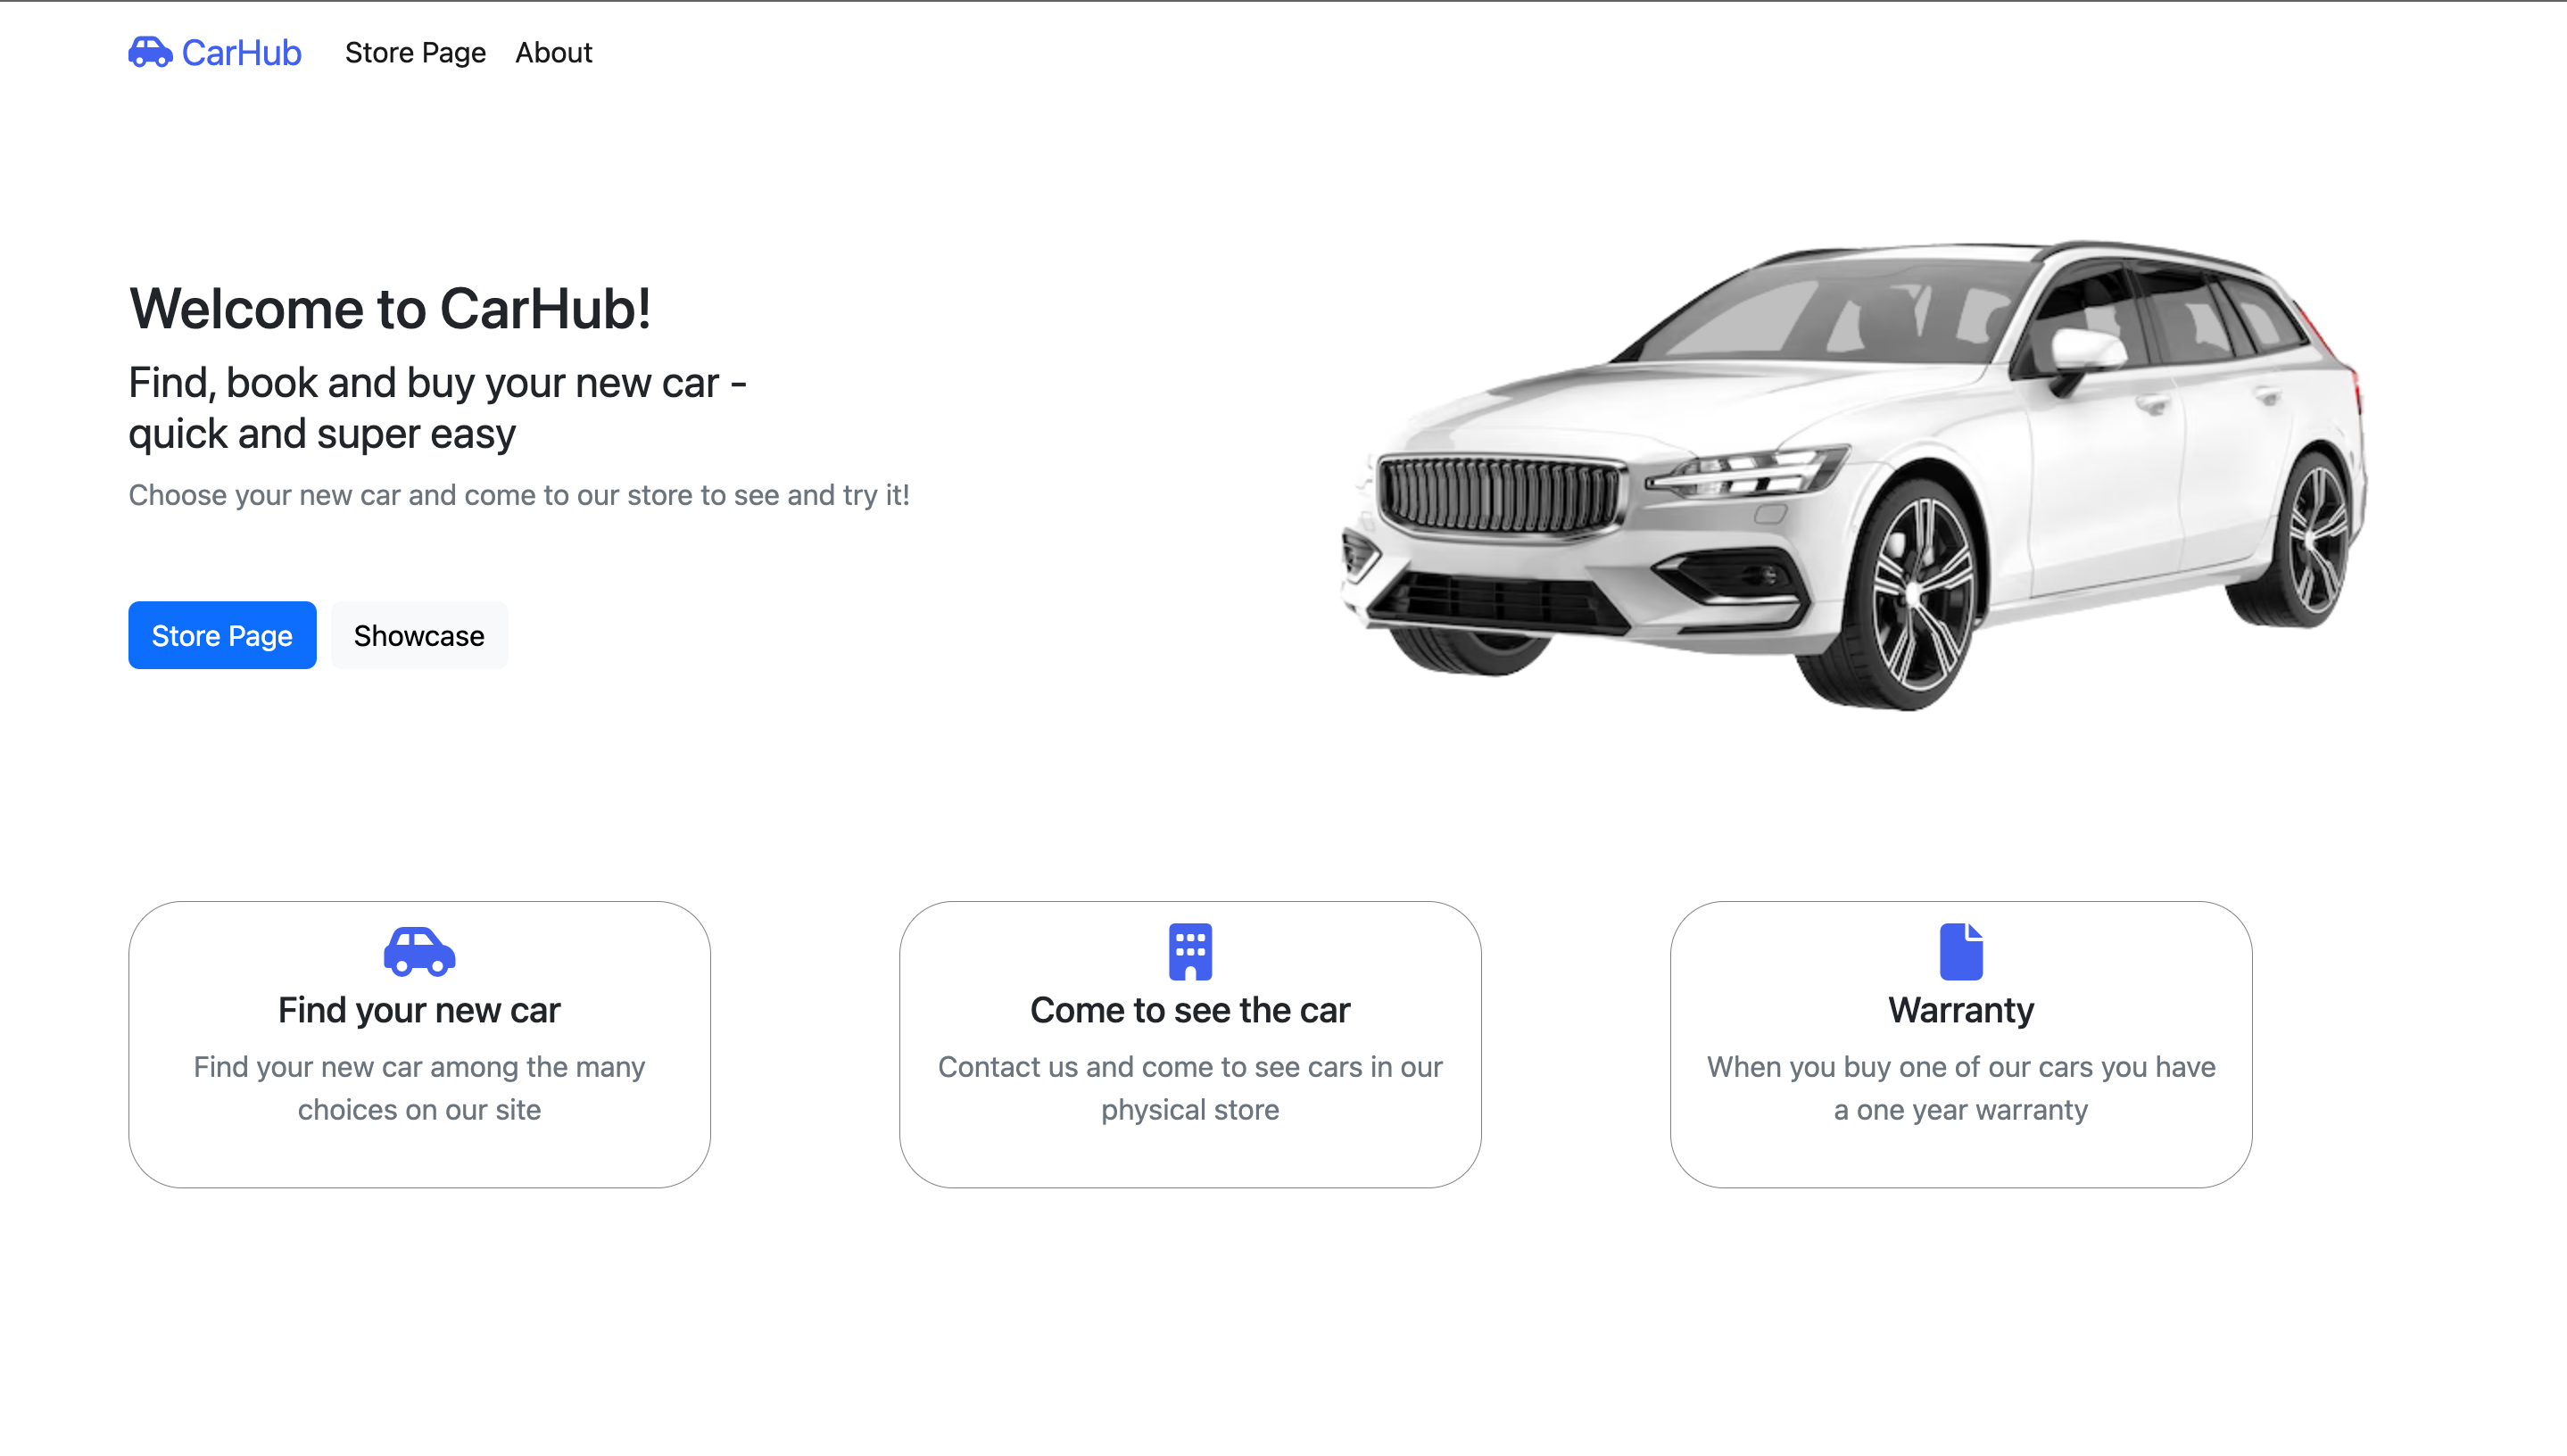 CarHub Store Page About
Welcome to CarHub!
Find, book and buy your new car -
quick and super easy
Choose your new car and come to our store to see and try it!
Store Page Showcase
Find your new car
Find your new car among the many
choices on our site
Come to see the car
Contact us and come to see cars in our
physical store
Warranty
When you buy one of our cars you have
a one year warranty